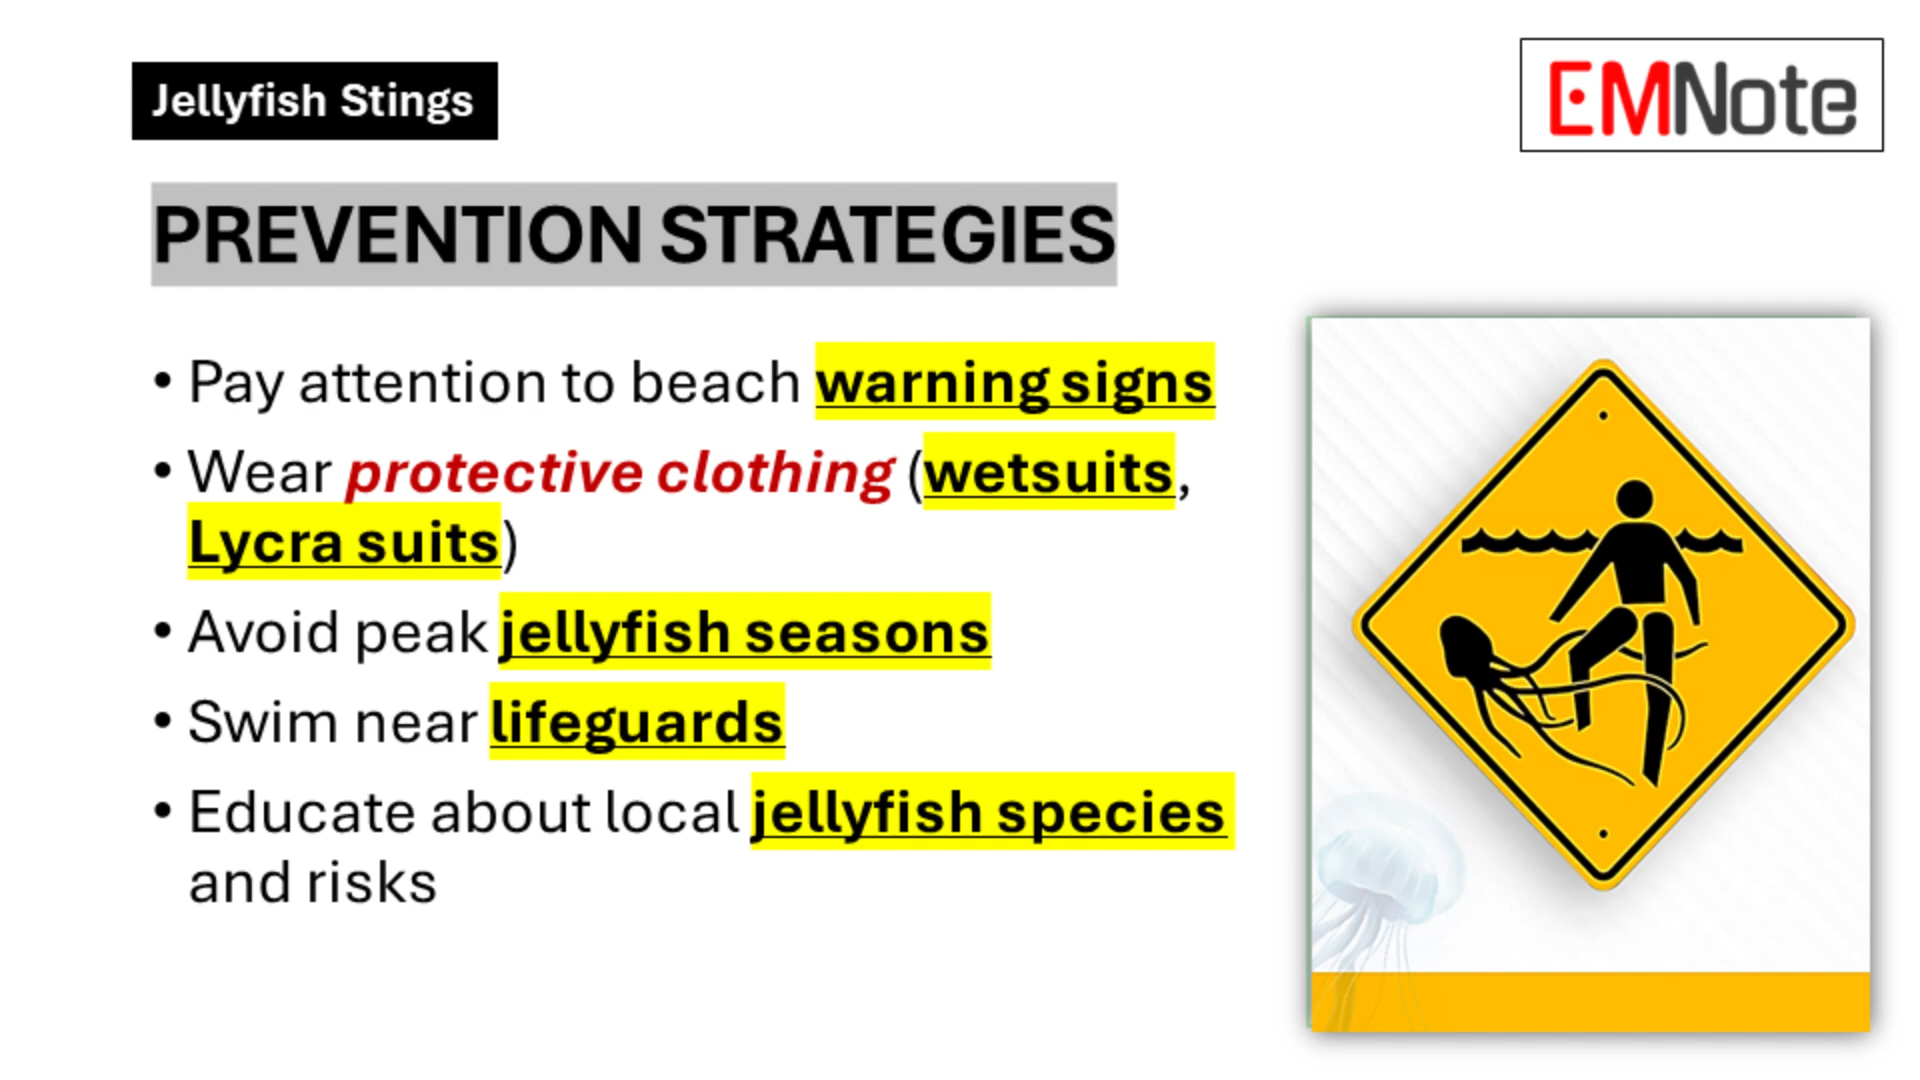 Jellyfish Stings
EMNote
PREVENTION STRATEGIES
• Pay attention to beach warning signs
• Wear protective clothing (wetsuits,
Lycra suits)
• Avoid peak jellyfish seasons
• Swim near lifeguards
• Educate about local jellyfish species
and risks